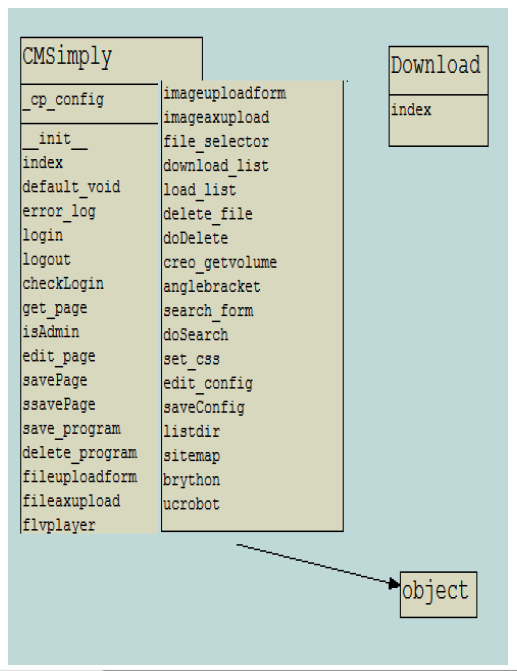 CMSimply
_cp_config
__init__
index
default_void
error_log
login
logout
checkLogin
get_page
isAdmin
edit_page
savePage
ssavePage
save_program
delete_program
fileuploadform
fileaxupload
flvplayer
imageuploadform
imageaxupload
file_selector
download_list
load_list
delete_file
doDelete
creo_getvolume
anglebracket
search_form
doSearch
set_css
edit_config
saveConfig
listdir
sitemap
brython
ucrobot
Download
index
object